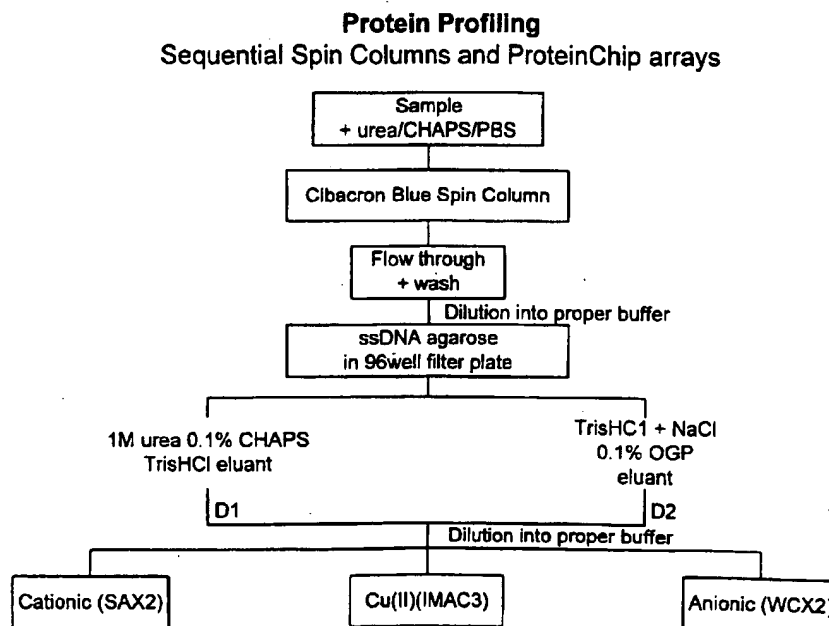 Protein Profiling
Sequential Spin Columns and ProteinChip arrays
Sample
+ urea/CHAPS/PBS
Cibacron Blue Spin Column
Flow through
+ wash
Dilution into proper buffer
ssDNA agarose
in 96well filter plate
1M urea 0.1% CHAPS
TrisHCl eluant
TrisHC1 + NaCl
0.1% OGP
eluant
D1
D2
Dilution into proper buffer
Cationic (SAX2)
Cu(II)(IMAC3)
Anionic (WCX2)